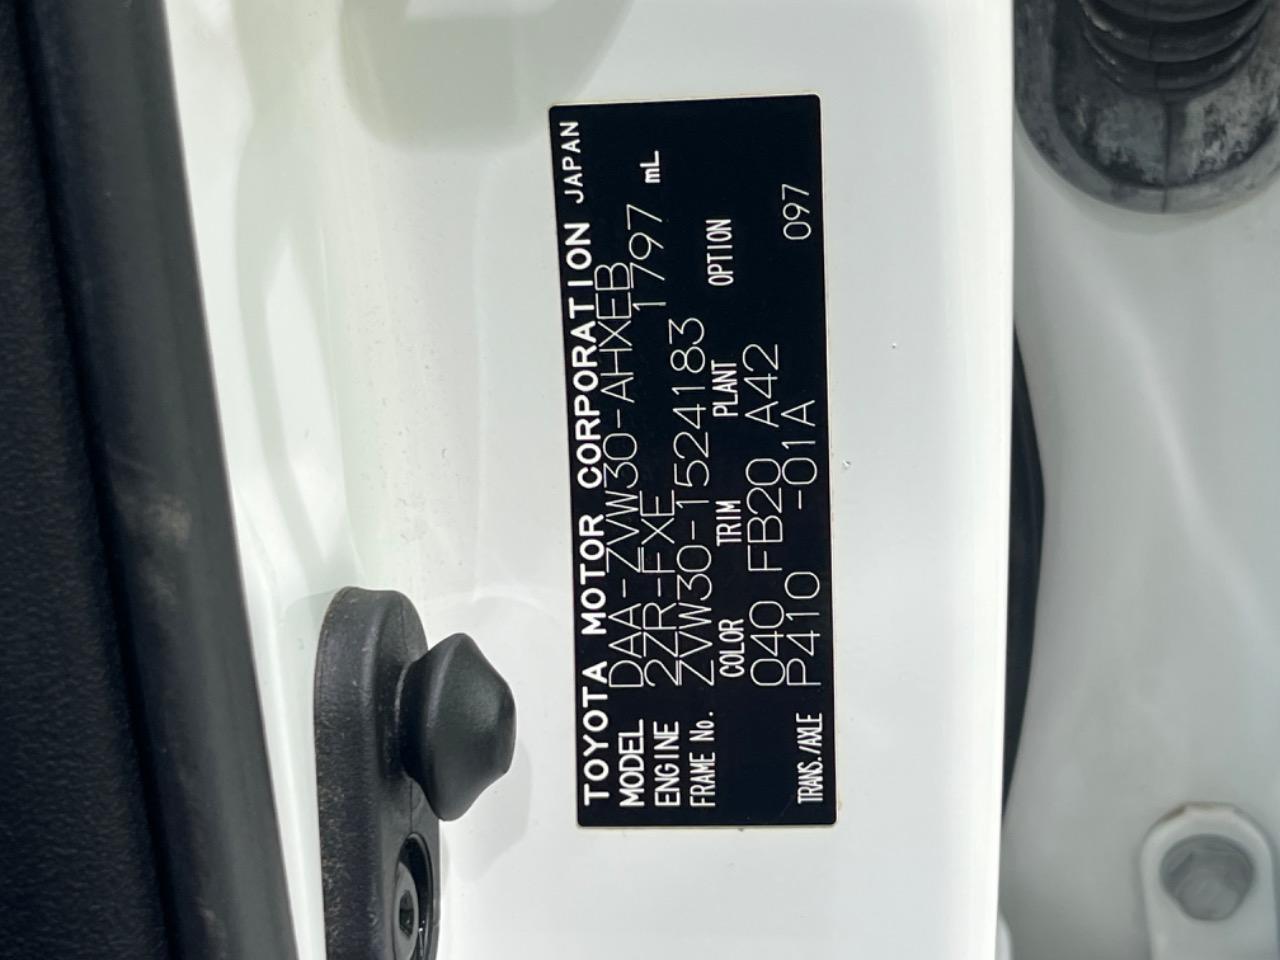 TOYOTA MOTOR CORPORATION JAPAN
MODEL DAA-ZVW30-AHXEB
ENGINE 2ZR-FXE 1797 mL
FRAME No. ZVW30-1524183
COLOR TRIM PLANT OPTION
040 FB20 A42 097
TRANS./AXLE P410 -01A